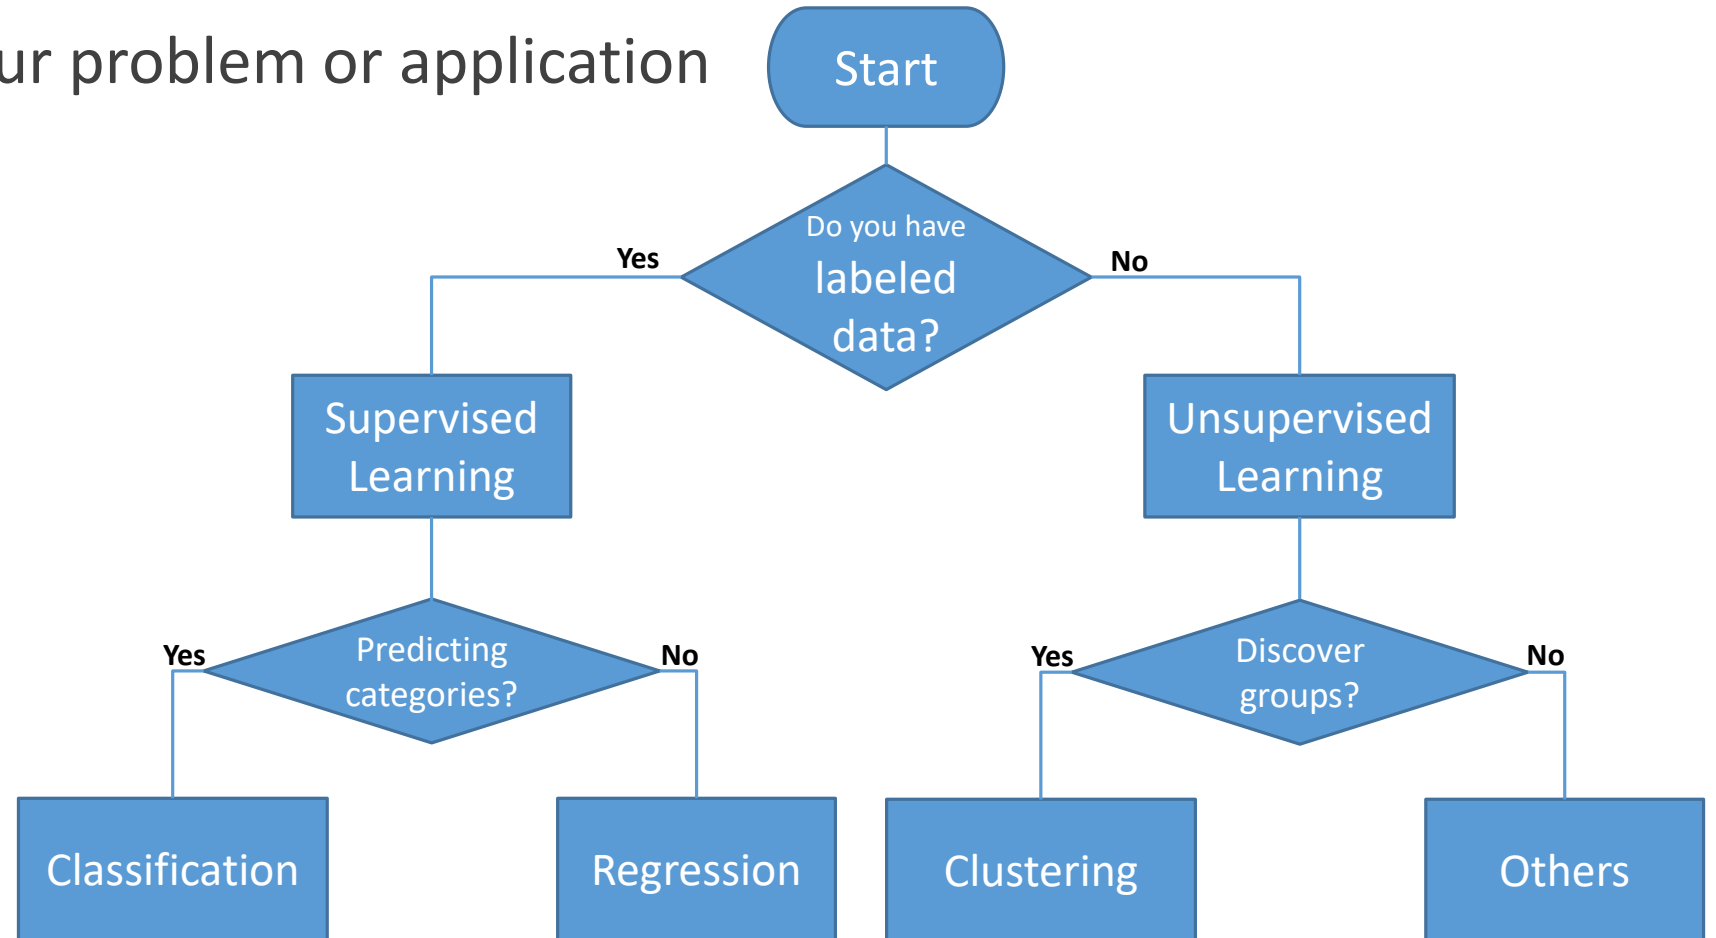 ur problem or application
Start
Do you have
labeled
data?
Yes
No
Supervised
Learning
Unsupervised
Learning
Predicting
categories?
Yes
No
Discover
groups?
Yes
No
Classification
Regression
Clustering
Others